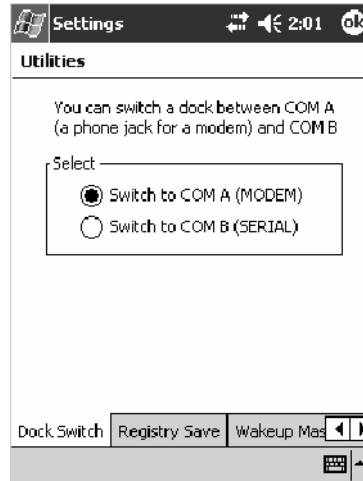 Settings 2:01 ok
Utilities
You can switch a dock between COM A
(a phone jack for a modem) and COM B
Select
Switch to COM A (MODEM)
Switch to COM B (SERIAL)
Dock Switch Registry Save Wakeup Mas